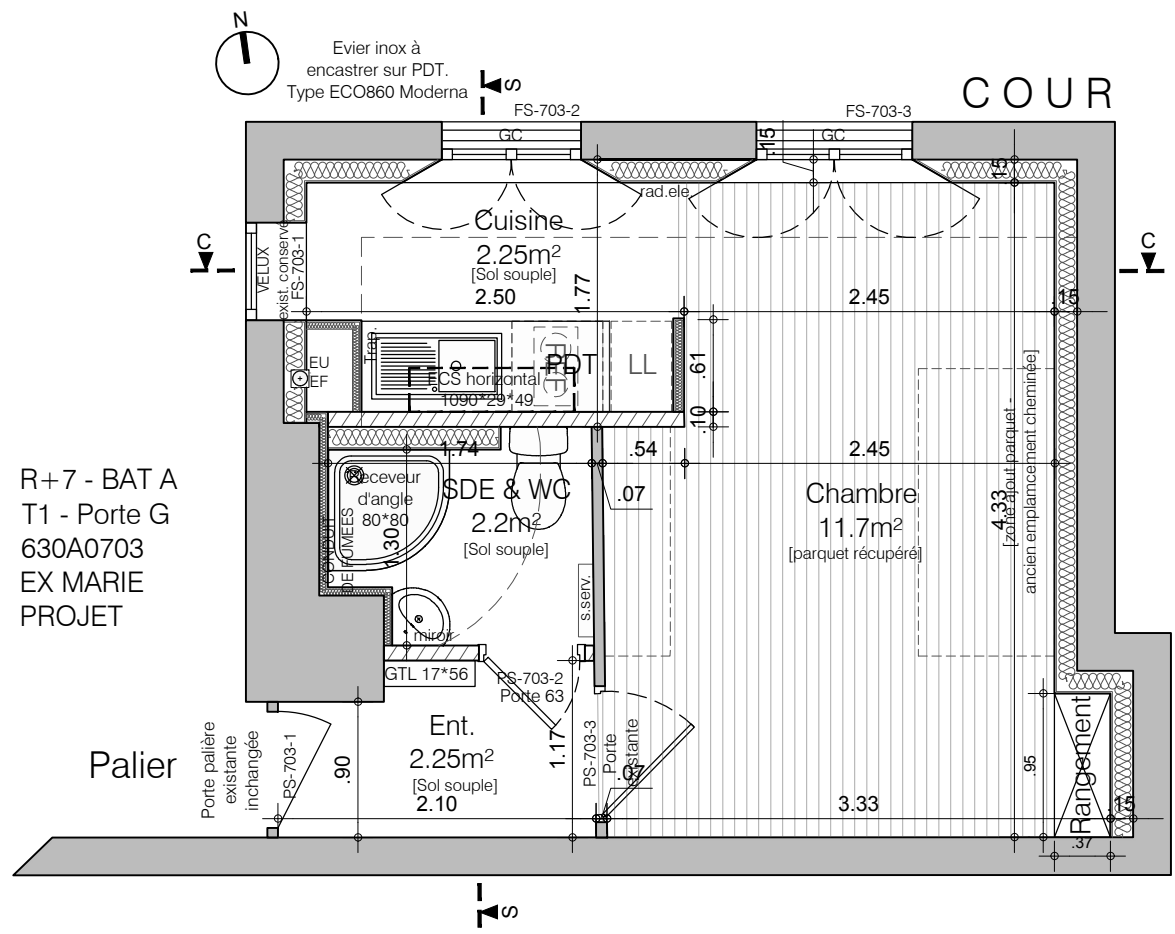 N
Evier inox à
encastrer sur PDT.
Type ECO860 Moderna
S
COUR
FS-703-2
FS-703-3
GC
GC
.15
.15
rad.ele
Cuisine
2.25m²
[Sol souple]
C
C
VELUX
exist. conservé
FS-703-1
2.50
1.77
2.45
.15
Trap.
EU
EF
PDT
LL
ECS horizontal
1090*29*49
.61
.10
[zone ajout parquet -
ancien emplamcent cheminée]
1.74
.54
2.45
.07
R+7 - BAT A
T1 - Porte G
630A0703
EX MARIE
PROJET
Receveur
d'angle
80*80
SDE & WC
2.2m²
[Sol souple]
CONDUIT
DE FUMEES
1.30
Chambre
11.7m²
[parquet récupéré]
4.33
s.serv.
miroir
GTL 17*56
PS-703-2
Porte 63
Ent.
2.25m²
[Sol souple]
2.10
1.17
PS-703-3
Porte
existante
.07
Palier
Porte palière
existante
inchangée
PS-703-1
.90
3.33
.95
Rangement
.15
.37
S